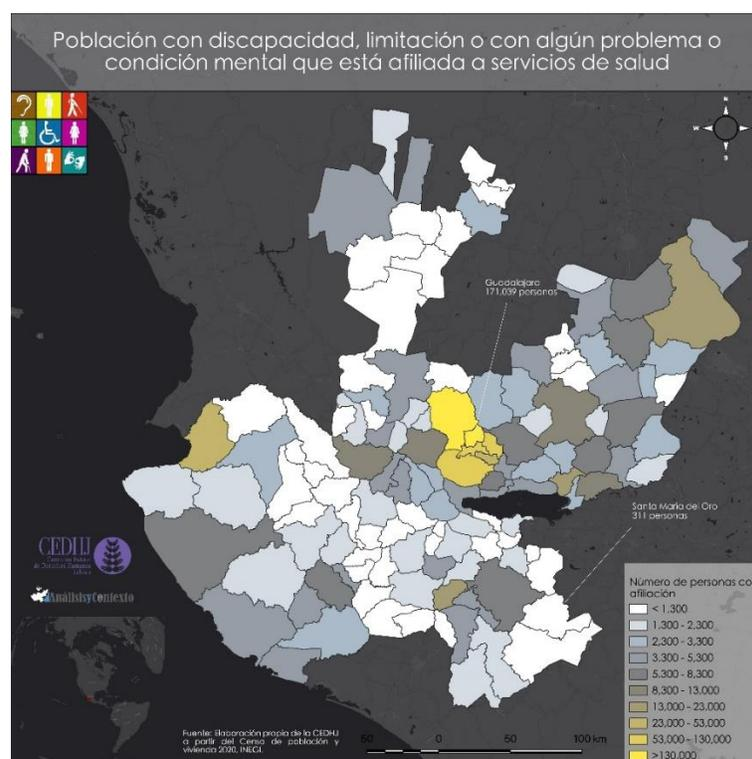 Población con discapacidad, limitación o con algún problema o
condición mental que está afiliada a servicios de salud
N
W
E
S
Guadalajara
171,039 personas
Santa María del Oro
311 personas
CEDHJ
AnálisisyContexto
Número de personas co
afiliación
< 1,300
1,300 - 2,300
2,300 - 3,300
3,300 - 5,300
5,300 - 8,300
8,300 - 13,000
13,000 - 23,000
23,000 - 53,000
53,000 - 130,000
>130,000
Fuente: Elaboración propia de la CEDHJ
a partir del Censo de población y
vivienda 2020, INEGI.
50 0 50 100 km